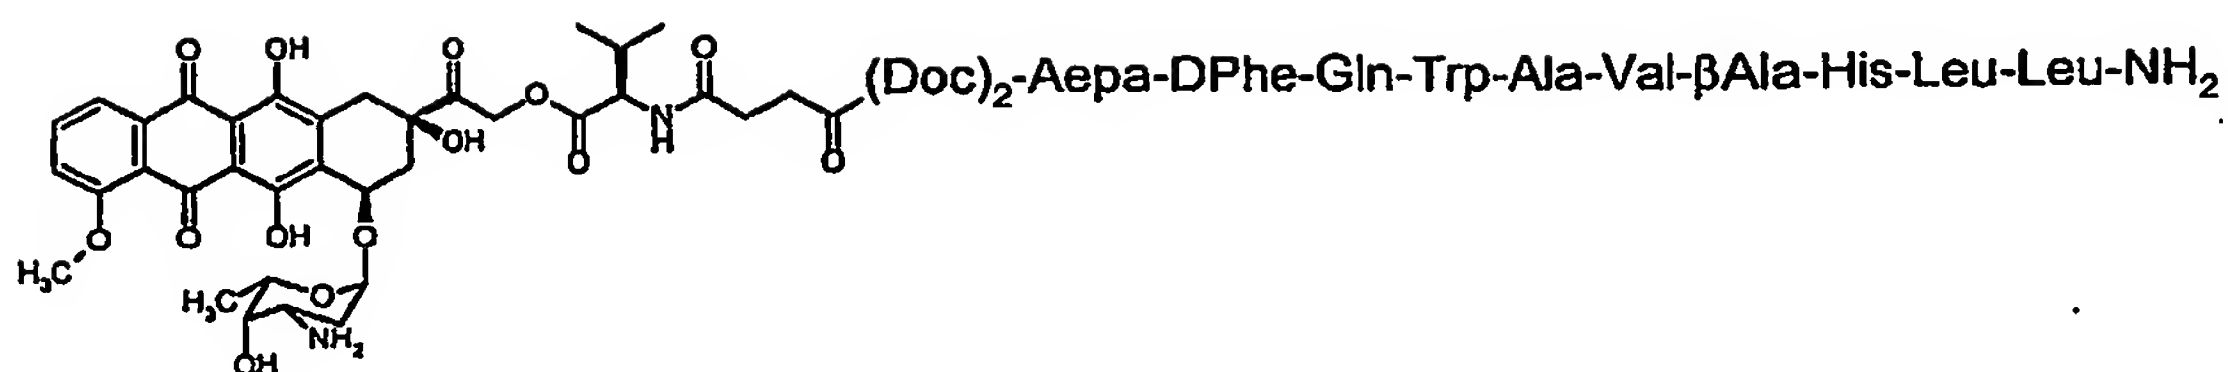 O
OH
O
O
O
(Doc)₂-Aepa-DPhe-Gln-Trp-Ala-Val-βAla-His-Leu-Leu-NH₂
OH
O
N
H
O
O
O
O
OH
O
H₃C
H₃C
O
NH₂
OH